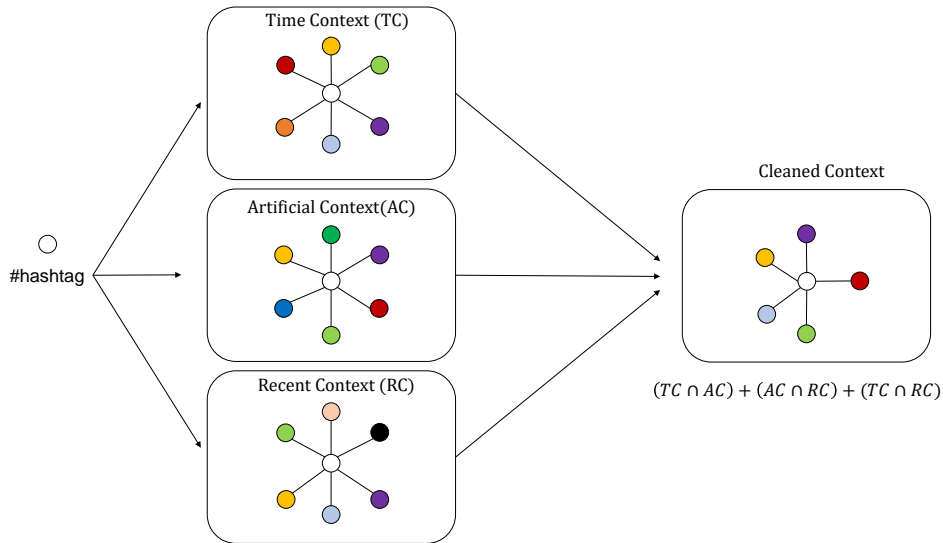 Time Context (TC)
Artificial Context(AC)
Recent Context (RC)
#hashtag
Cleaned Context
(TC ∩ AC) + (AC ∩ RC) + (TC ∩ RC)